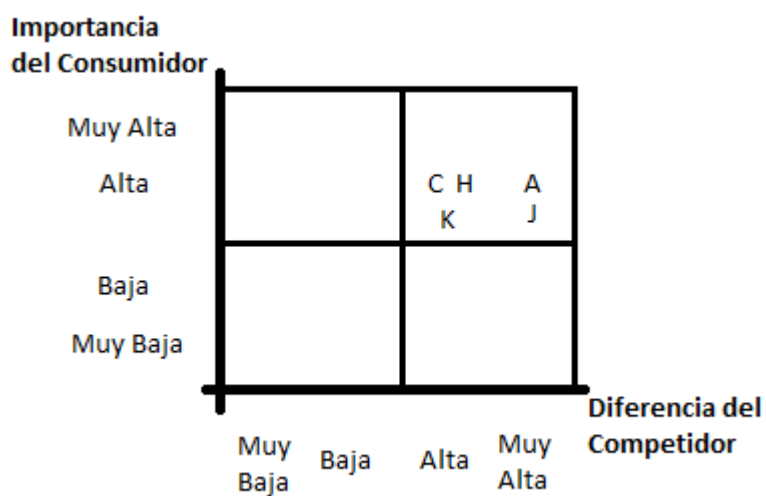 Importancia
del Consumidor
Muy Alta
Alta
C H
A
K
J
Baja
Muy Baja
Diferencia del
Competidor
Muy
Baja
Baja
Alta
Muy
Alta